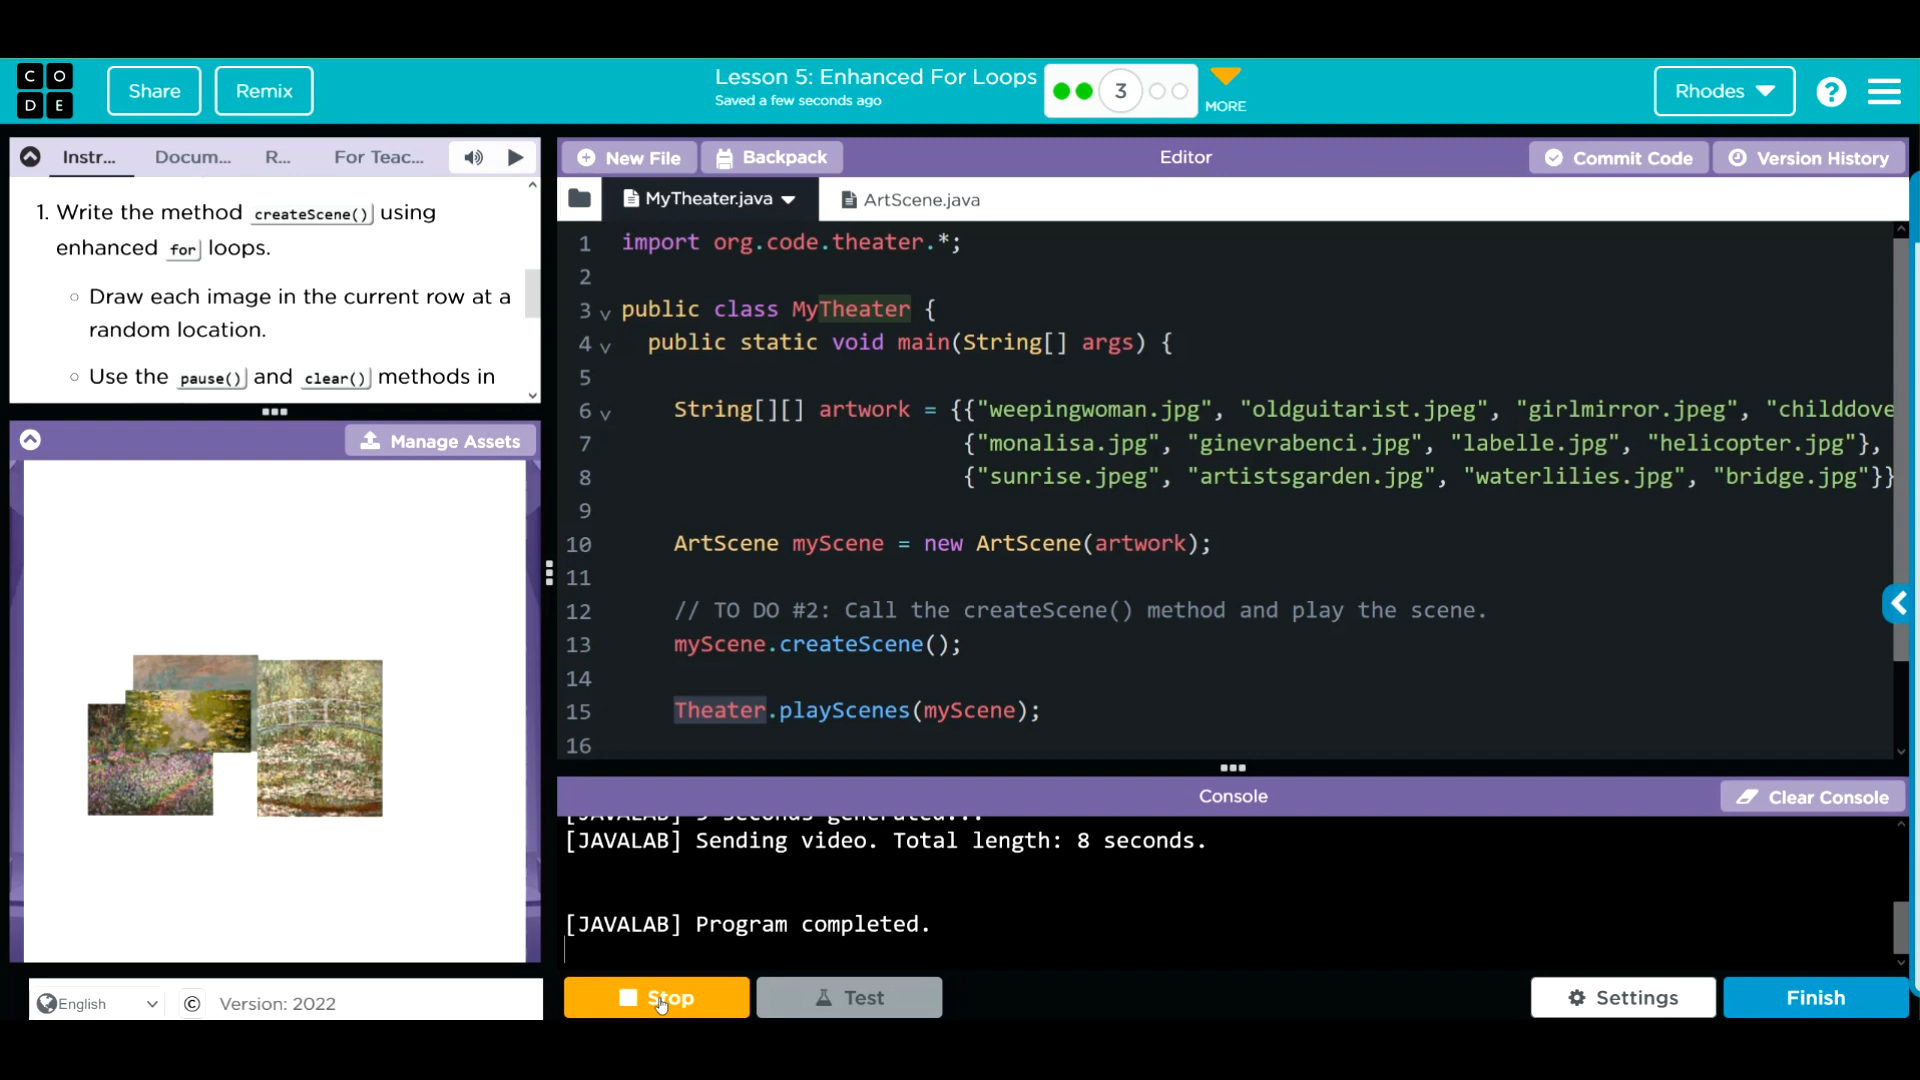 C O D E
Share
Remix
Lesson 5: Enhanced For Loops
Saved a few seconds ago
3
MORE
Rhodes
?
Instr...
Docum...
R...
For Teac...
1. Write the method createScene() using
enhanced for loops.
Draw each image in the current row at a
random location.
Use the pause() and clear() methods in
Manage Assets
English
©
Version: 2022
New File
Backpack
Editor
Commit Code
Version History
MyTheater.java
ArtScene.java
1 import org.code.theater.*;
2
3 public class MyTheater {
4 public static void main(String[] args) {
5
6 String[][] artwork = {{"weepingwoman.jpg", "oldguitarist.jpeg", "girlmirror.jpeg", "childdove
7 {"monalisa.jpg", "ginevrabenci.jpg", "labelle.jpg", "helicopter.jpg"},
8 {"sunrise.jpeg", "artistsgarden.jpg", "waterlilies.jpg", "bridge.jpg"}}
9
10 ArtScene myScene = new ArtScene(artwork);
11
12 // TO DO #2: Call the createScene() method and play the scene.
13 myScene.createScene();
14
15 Theater.playScenes(myScene);
16
Console
Clear Console
[JAVALAB] seconds generated...
[JAVALAB] Sending video. Total length: 8 seconds.
[JAVALAB] Program completed.
Stop
Test
Settings
Finish